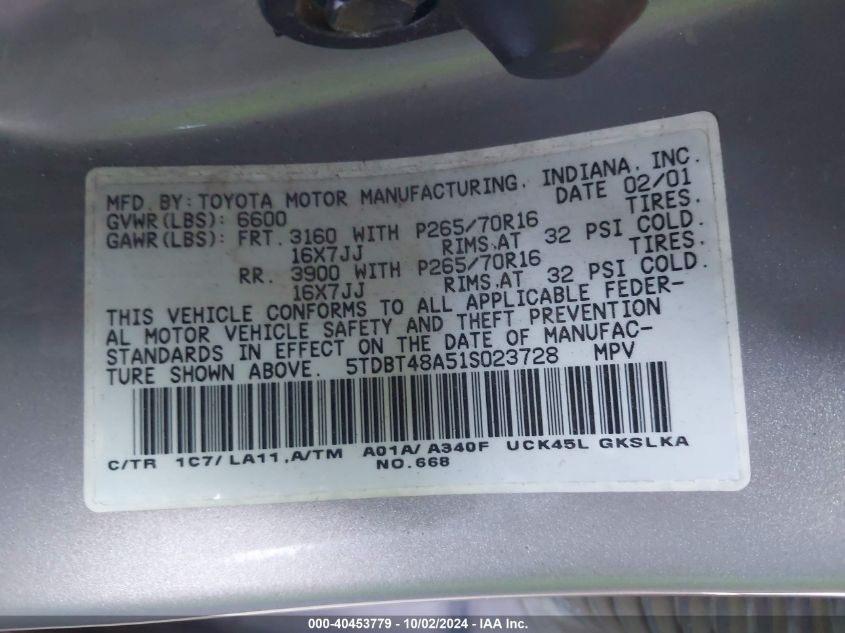 MFD. BY: TOYOTA MOTOR MANUFACTURING, INDIANA, INC.
GVWR(LBS): 6600 DATE 02/01
GAWR(LBS): FRT. 3160 WITH P265/70R16 TIRES.
16X7JJ RIMS,AT 32 PSI COLD.
RR. 3900 WITH P265/70R16 TIRES.
16X7JJ RIMS,AT 32 PSI COLD.
THIS VEHICLE CONFORMS TO ALL APPLICABLE FEDER-
AL MOTOR VEHICLE SAFETY AND THEFT PREVENTION
STANDARDS IN EFFECT ON THE DATE OF MANUFAC-
TURE SHOWN ABOVE. 5TDBT48A51S023728 MPV
C/TR 1C7/ LA11,A/TM A01A/ A340F UCK45L GKSLKA
NO.668
000-40453779 - 10/02/2024 - IAA Inc.